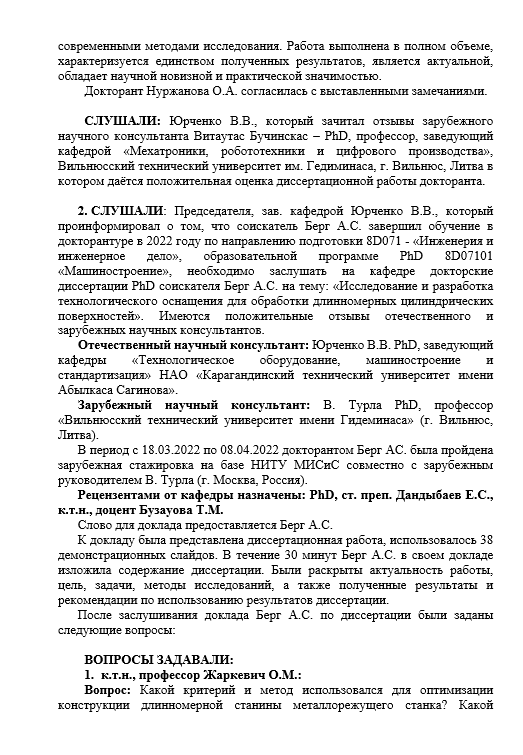 современными методами исследования. Работа выполнена в полном объеме,
характеризуется единством полученных результатов, является актуальной,
обладает научной новизной и практической значимостью.
Докторант Нуржанова О.А. согласилась с выставленными замечаниями.
СЛУШАЛИ: Юрченко В.В., который зачитал отзывы зарубежного
научного консультанта Витаутас Бучинскас – PhD, профессор, заведующий
кафедрой «Мехатроники, робототехники и цифрового производства»,
Вильнюсский технический университет им. Гедиминаса, г. Вильнюс, Литва в
котором даётся положительная оценка диссертационной работы докторанта.
2. СЛУШАЛИ: Председателя, зав. кафедрой Юрченко В.В., который
проинформировал о том, что соискатель Берг А.С. завершил обучение в
докторантуре в 2022 году по направлению подготовки 8D071 - «Инженерия и
инженерное дело», образовательной программе PhD 8D07101
«Машиностроение», необходимо заслушать на кафедре докторские
диссертации PhD соискателя Берг А.С. на тему: «Исследование и разработка
технологического оснащения для обработки длинномерных цилиндрических
поверхностей». Имеются положительные отзывы отечественного и
зарубежных научных консультантов.
Отечественный научный консультант: Юрченко В.В. PhD, заведующий
кафедры «Технологическое оборудование, машиностроение и
стандартизация» НАО «Карагандинский технический университет имени
Абылкаса Сагинова».
Зарубежный научный консультант: В. Турла PhD, профессор
«Вильнюсский технический университет имени Гидеминаса» (г. Вильнюс,
Литва).
В период с 18.03.2022 по 08.04.2022 докторантом Берг АС. была пройдена
зарубежная стажировка на базе НИТУ МИСиС совместно с зарубежным
руководителем В. Турла (г. Москва, Россия).
Рецензентами от кафедры назначены: PhD, ст. преп. Дандыбаев Е.С.,
к.т.н., доцент Бузауова Т.М.
Слово для доклада предоставляется Берг А.С.
К докладу была представлена диссертационная работа, использовалось 38
демонстрационных слайдов. В течение 30 минут Берг А.С. в своем докладе
изложила содержание диссертации. Были раскрыты актуальность работы,
цель, задачи, методы исследований, а также полученные результаты и
рекомендации по использованию результатов диссертации.
После заслушивания доклада Берг А.С. по диссертации были заданы
следующие вопросы:
ВОПРОСЫ ЗАДАВАЛИ:
1. к.т.н., профессор Жаркевич О.М.:
Вопрос: Какой критерий и метод использовался для оптимизации
конструкции длинномерной станины металлорежущего станка? Какой